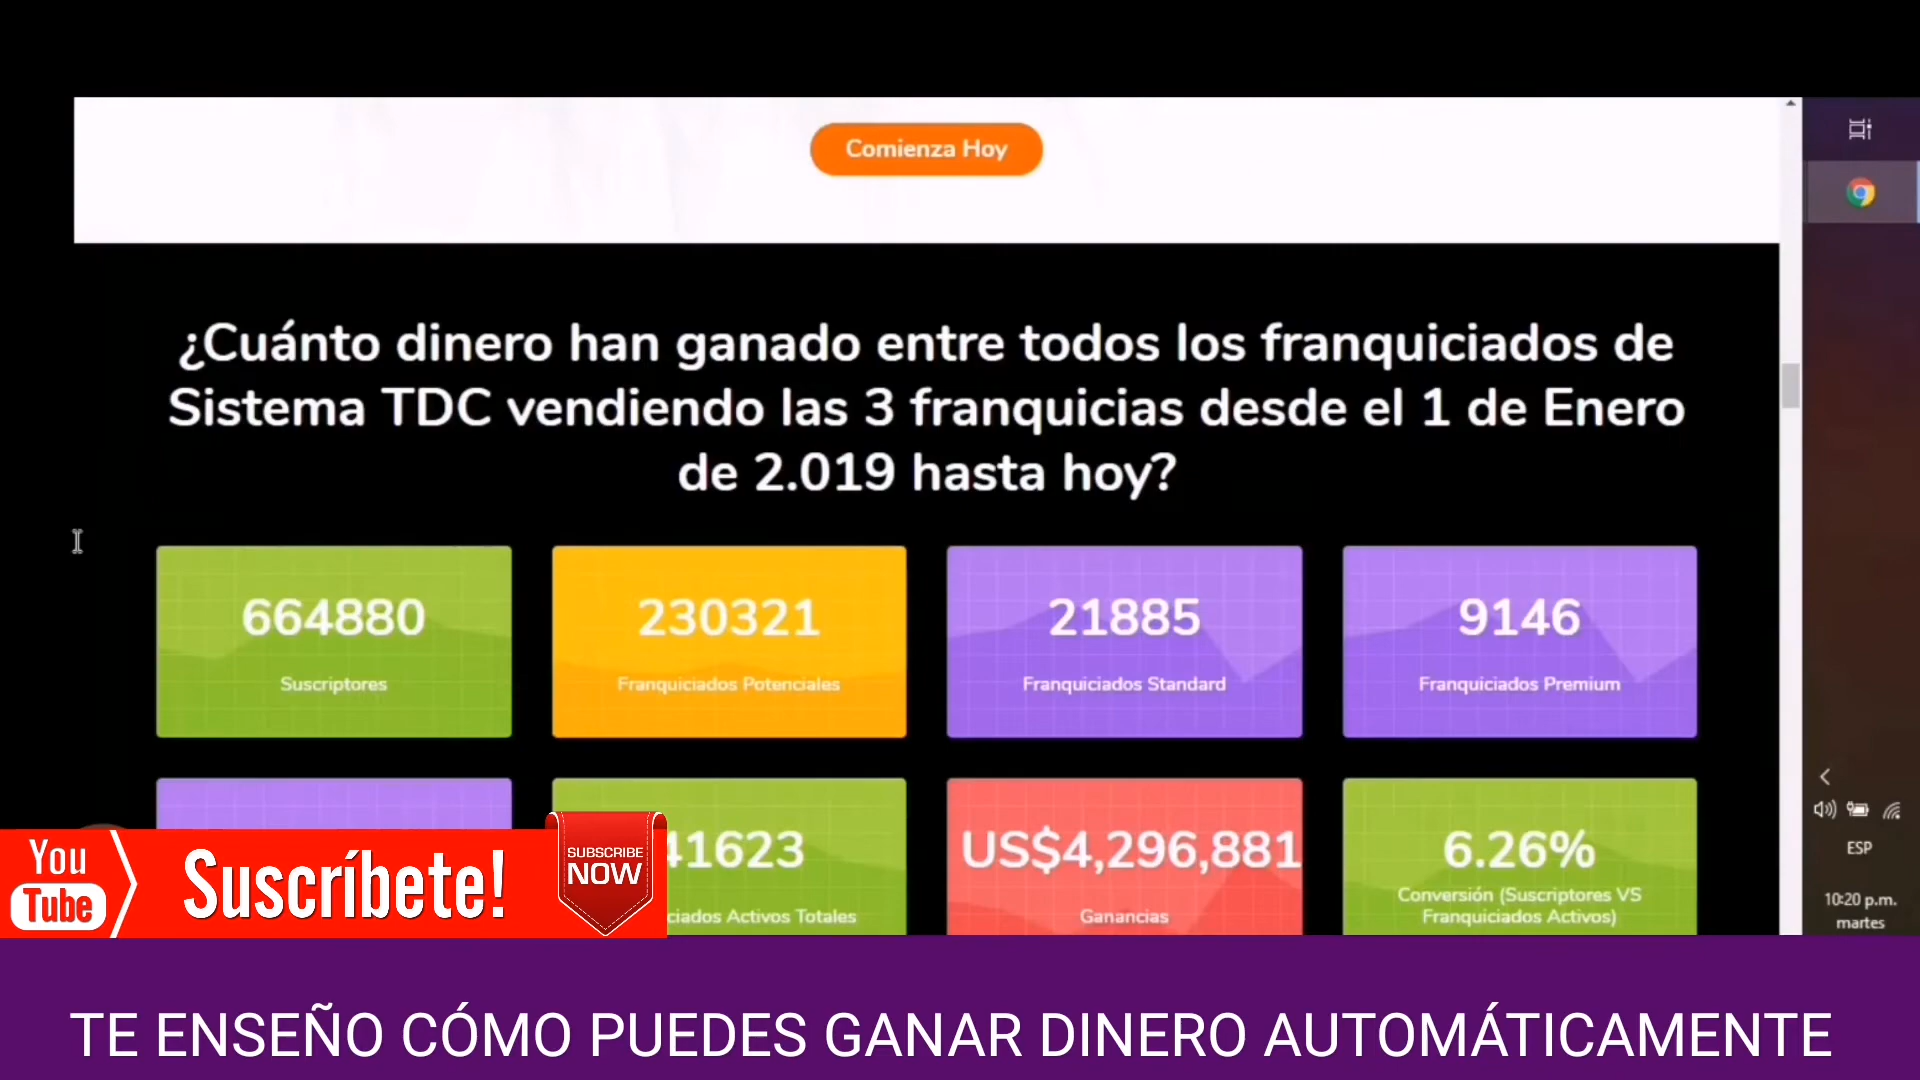 Comienza Hoy
¿Cuánto dinero han ganado entre todos los franquiciados de
Sistema TDC vendiendo las 3 franquicias desde el 1 de Enero
de 2.019 hasta hoy?
664880
Suscriptores
230321
Franquiciados Potenciales
21885
Franquiciados Standard
9146
Franquiciados Premium
41623
ciados Activos Totales
US$4,296,881
Ganancias
6.26%
Conversión (Suscriptores VS
Franquiciados Activos)
You
Tube
Suscríbete!
SUBSCRIBE
NOW
ESP
10:20 p.m.
martes
TE ENSEÑO CÓMO PUEDES GANAR DINERO AUTOMÁTICAMENTE